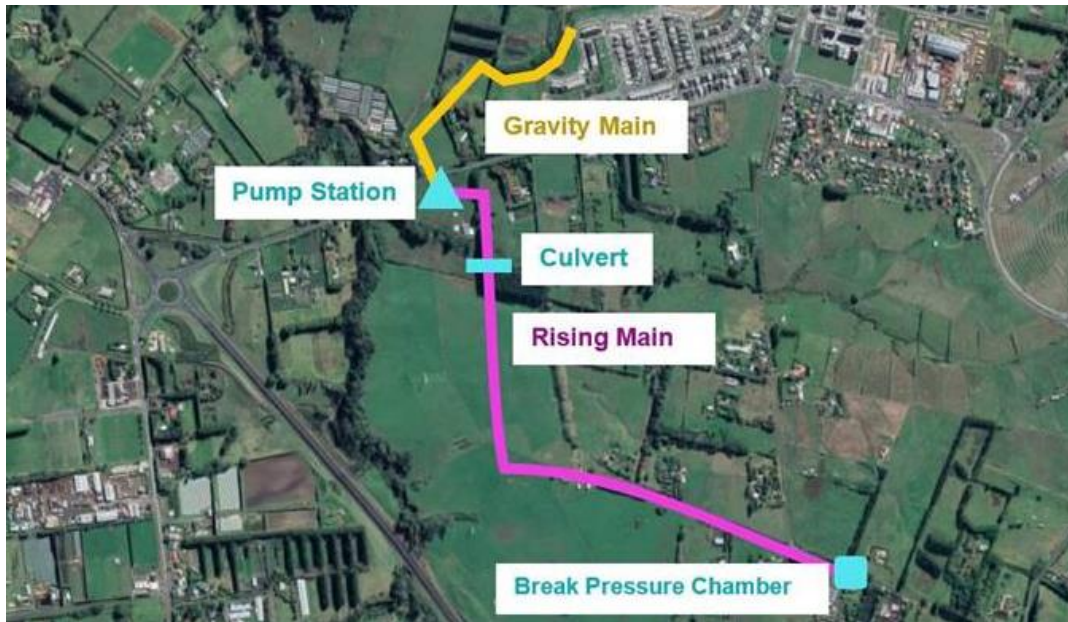 Gravity Main
Pump Station
Culvert
Rising Main
Break Pressure Chamber